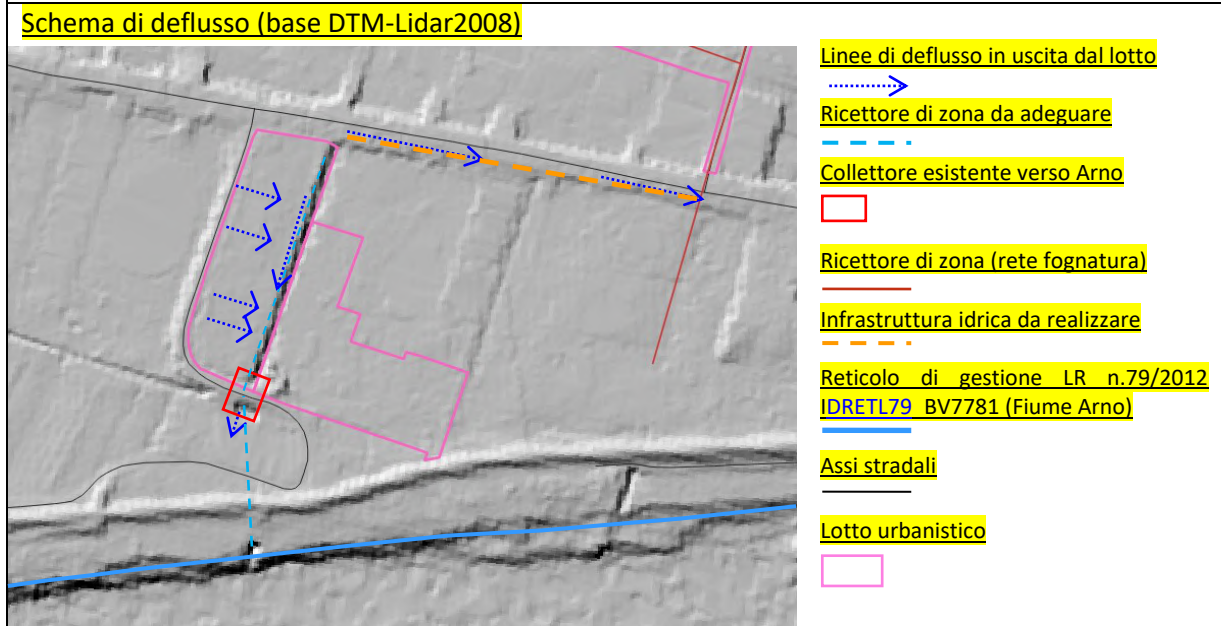 Schema di deflusso (base DTM-Lidar2008)
Linee di deflusso in uscita dal lotto
Ricettore di zona da adeguare
Collettore esistente verso Arno
Ricettore di zona (rete fognatura)
Infrastruttura idrica da realizzare
Reticolo di gestione LR n.79/2012
IDRETL79 BV7781 (Fiume Arno)
Assi stradali
Lotto urbanistico